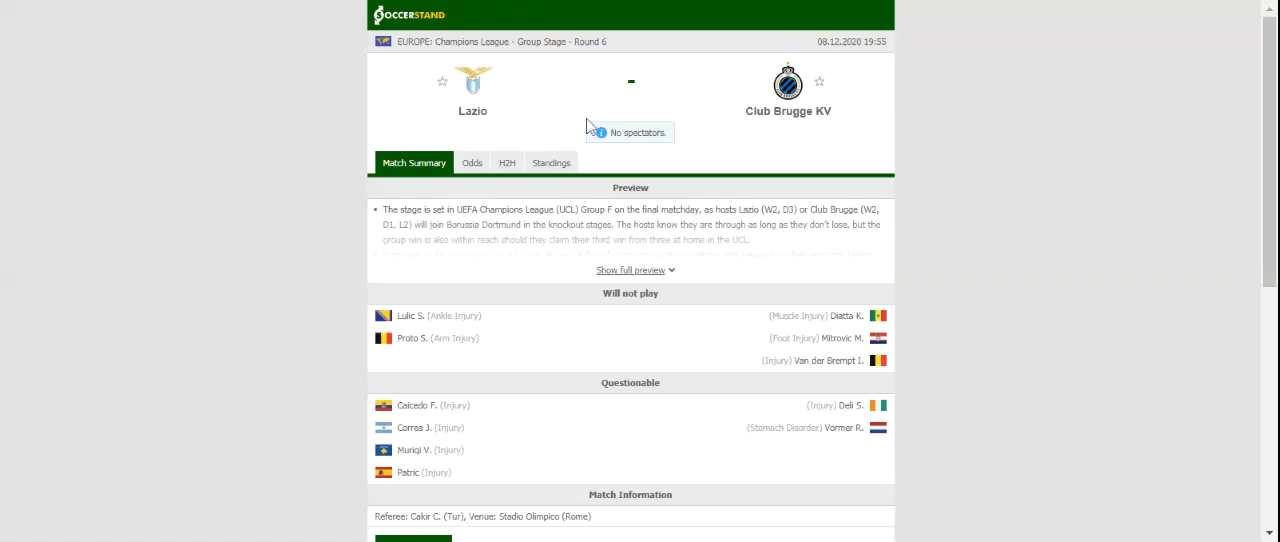 SOCCERSTAND
EUROPE: Champions League - Group Stage - Round 6
08.12.2020 19:55
-
Lazio
Club Brugge KV
No spectators.
Match Summary
Odds
H2H
Standings
Preview
• The stage is set in UEFA Champions League (UCL) Group F on the final matchday, as hosts Lazio (W2, D3) or Club Brugge (W2,
D1, L2) will join Borussia Dortmund in the knockout stages. The hosts know they are through as long as they don't lose, but the
group win is also within reach should they claim their third win from three at home in the UCL.
Show full preview
Will not play
Lulic S. (Ankle Injury)
(Muscle Injury) Diatta K.
Proto S. (Arm Injury)
(Foot Injury) Mitrovic M.
(Injury) Van der Brempt I.
Questionable
Caicedo F. (Injury)
(Injury) Deli S.
Correa J. (Injury)
(Stomach Disorder) Vormer R.
Muriqi V. (Injury)
Patric (Injury)
Match Information
Referee: Cakir C. (Tur), Venue: Stadio Olimpico (Rome)